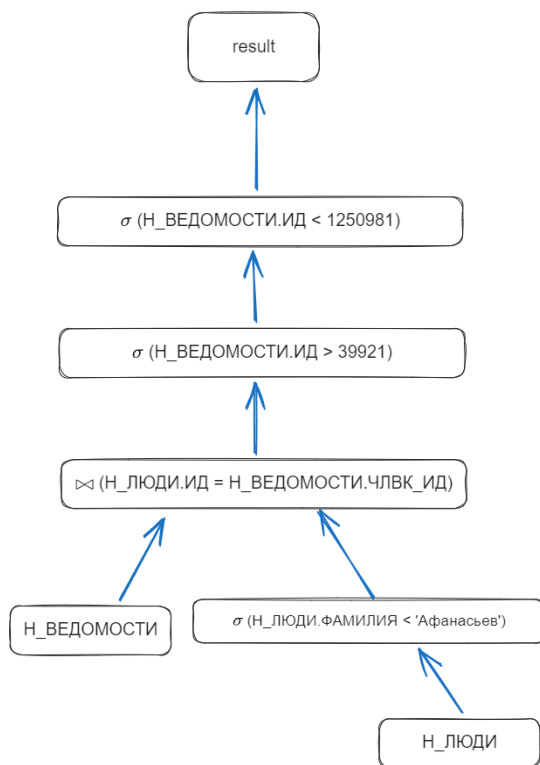 result
σ (Н_ВЕДОМОСТИ.ИД < 1250981)
σ (Н_ВЕДОМОСТИ.ИД > 39921)
⋈ (Н_ЛЮДИ.ИД = Н_ВЕДОМОСТИ.ЧЛВК_ИД)
Н_ВЕДОМОСТИ
σ (Н_ЛЮДИ.ФАМИЛИЯ < 'Афанасьев')
Н_ЛЮДИ